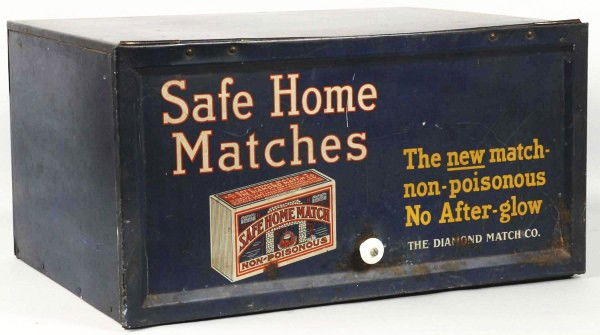 Safe Home
Matches
The new match-
non-poisonous
No After-glow
THE DIAMOND MATCH CO.
SAFE HOME MATCH
NON-POISONOUS